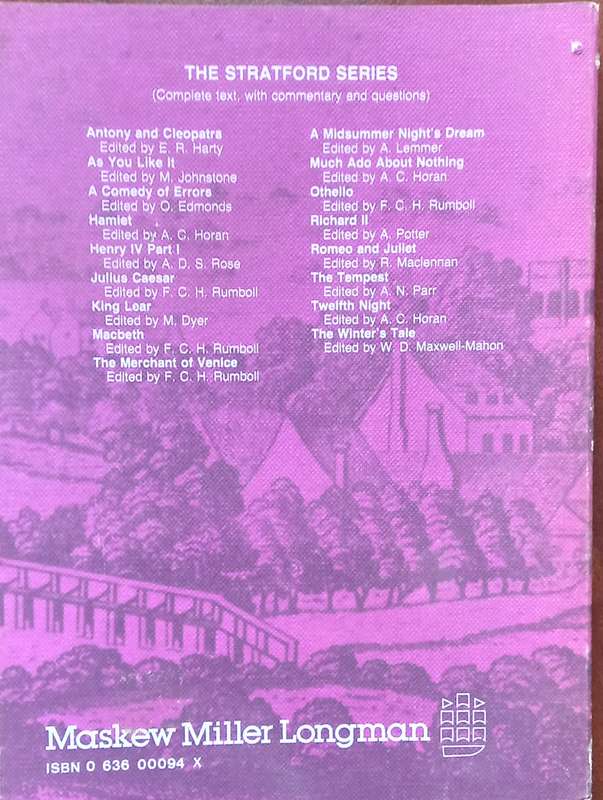 THE STRATFORD SERIES
(Complete text, with commentary and questions)
Antony and Cleopatra
Edited by E. R. Harty
As You Like It
Edited by M. Johnstone
A Comedy of Errors
Edited by O. Edmonds
Hamlet
Edited by A. C. Horan
Henry IV Part I
Edited by A. D. S. Rose
Julius Caesar
Edited by F. C. H. Rumboll
King Lear
Edited by M. Dyer
Macbeth
Edited by F. C. H. Rumboll
The Merchant of Venice
Edited by F. C. H. Rumboll
A Midsummer Night's Dream
Edited by A. Lemmer
Much Ado About Nothing
Edited by A. C. Horan
Othello
Edited by F. C. H. Rumboll
Richard II
Edited by A. Potter
Romeo and Juliet
Edited by R. Maclennan
The Tempest
Edited by A. N. Parr
Twelfth Night
Edited by A. C. Horan
The Winter's Tale
Edited by W. D. Maxwell-Mahon
Maskew Miller Longman
ISBN 0 636 00094 X